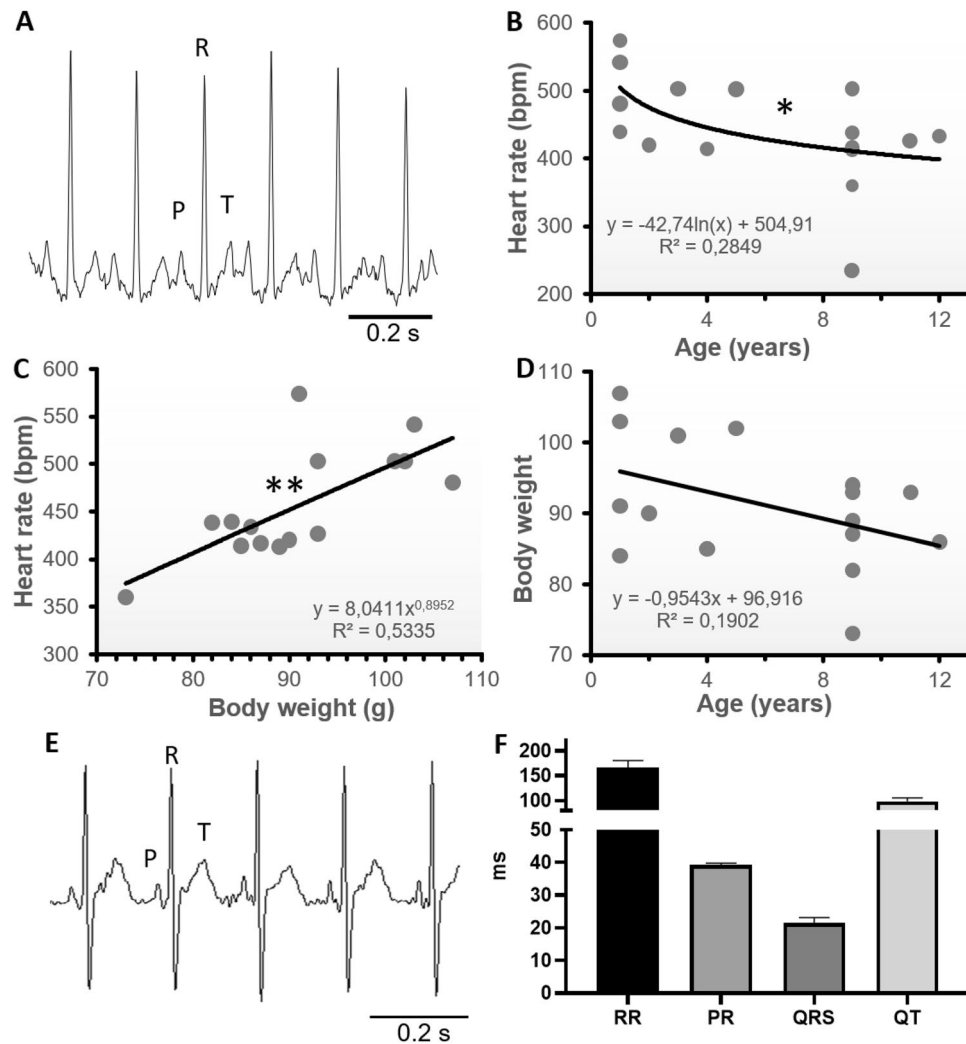 A
R
P
T
0.2 s
B
600
500
400
300
200
Heart rate (bpm)
*
y = -42,74ln(x) + 504,91
R² = 0,2849
0 4 8 12
Age (years)
C
600
550
500
450
400
350
300
Heart rate (bpm)
**
y = 8,0411x^0,8952
R² = 0,5335
70 80 90 100 110
Body weight (g)
D
110
100
90
80
70
Body weight
y = -0,9543x + 96,916
R² = 0,1902
0 4 8 12
Age (years)
E
R
P
T
0.2 s
F
200
150
100
50
40
30
20
10
0
ms
RR PR QRS QT